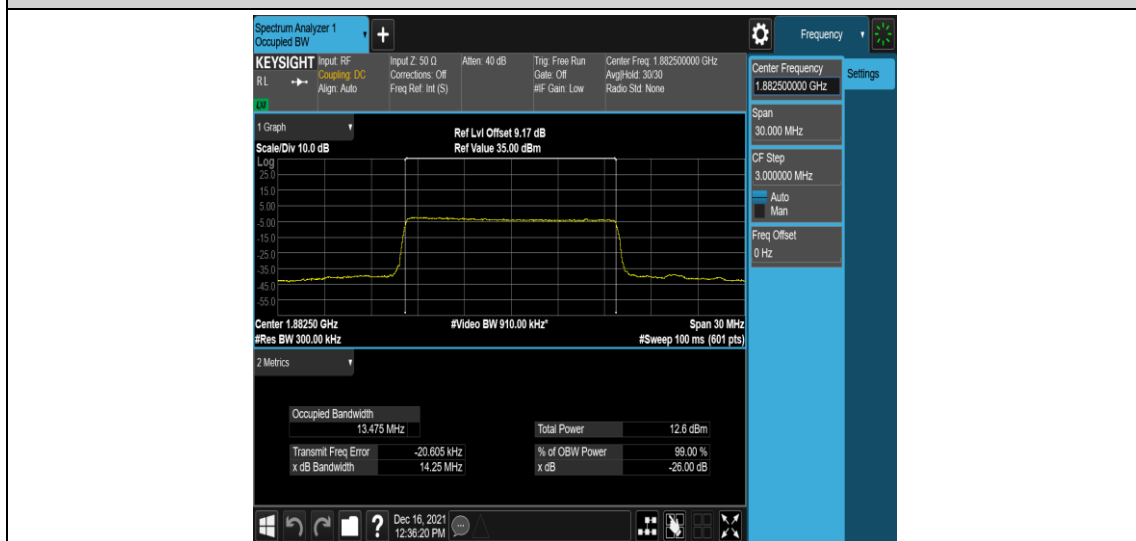 Spectrum Analyzer 1
Occupied BW
+
Frequency
KEYSIGHT
RL
LXI
Input: RF
Coupling: DC
Align: Auto
Input Z: 50 Ω
Corrections: Off
Freq Ref: Int (S)
Atten: 40 dB
Trig: Free Run
Gate: Off
#IF Gain: Low
Center Freq: 1.882500000 GHz
Avg|Hold: 30/30
Radio Std: None
Center Frequency
1.882500000 GHz
Settings
Span
30.000 MHz
CF Step
3.000000 MHz
Auto
Man
Freq Offset
0 Hz
1 Graph
Scale/Div 10.0 dB
Ref Lvl Offset 9.17 dB
Ref Value 35.00 dBm
Log
25.0
15.0
5.00
-5.00
-15.0
-25.0
-35.0
-45.0
-55.0
Center 1.88250 GHz
#Video BW 910.00 kHz*
Span 30 MHz
#Res BW 300.00 kHz
#Sweep 100 ms (601 pts)
2 Metrics
Occupied Bandwidth
13.475 MHz
Total Power 12.6 dBm
Transmit Freq Error -20.605 kHz
% of OBW Power 99.00 %
x dB Bandwidth 14.25 MHz
x dB -26.00 dB
?
Dec 16, 2021
12:36:20 PM